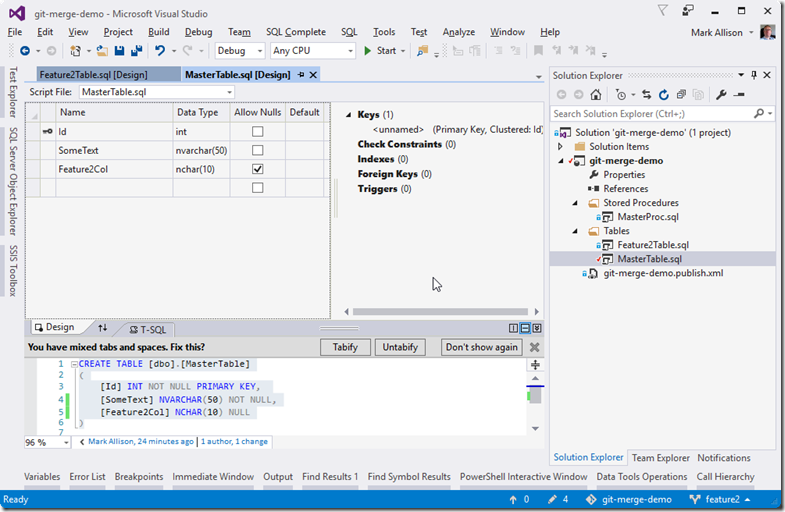 git-merge-demo - Microsoft Visual Studio
File Edit View Project Build Debug Team SQL Complete SQL Tools Test Analyze Window Help Mark Allison
Debug Any CPU Start
Feature2Table.sql [Design] MasterTable.sql [Design]
Script File: MasterTable.sql
Name Data Type Allow Nulls Default
Id int
SomeText nvarchar(50)
Feature2Col nchar(10)
Keys (1)
<unnamed> (Primary Key, Clustered: Id)
Check Constraints (0)
Indexes (0)
Foreign Keys (0)
Triggers (0)
Test Explorer
SQL Server Object Explorer
SSIS Toolbox
Design T-SQL
You have mixed tabs and spaces. Fix this? Tabify Untabify Don't show again
1 CREATE TABLE [dbo].[MasterTable]
2 (
3 [Id] INT NOT NULL PRIMARY KEY,
4 [SomeText] NVARCHAR(50) NOT NULL,
5 [Feature2Col] NCHAR(10) NULL
6 )
7
96 % Mark Allison, 24 minutes ago | 1 author, 1 change
Solution Explorer
Search Solution Explorer (Ctrl+;)
Solution 'git-merge-demo' (1 project)
Solution Items
git-merge-demo
Properties
References
Stored Procedures
MasterProc.sql
Tables
Feature2Table.sql
MasterTable.sql
git-merge-demo.publish.xml
Solution Explorer Team Explorer Notifications
Variables Error List Breakpoints Immediate Window Output Find Results 1 Find Symbol Results PowerShell Interactive Window Data Tools Operations Call Hierarchy
Ready 0 4 git-merge-demo feature2